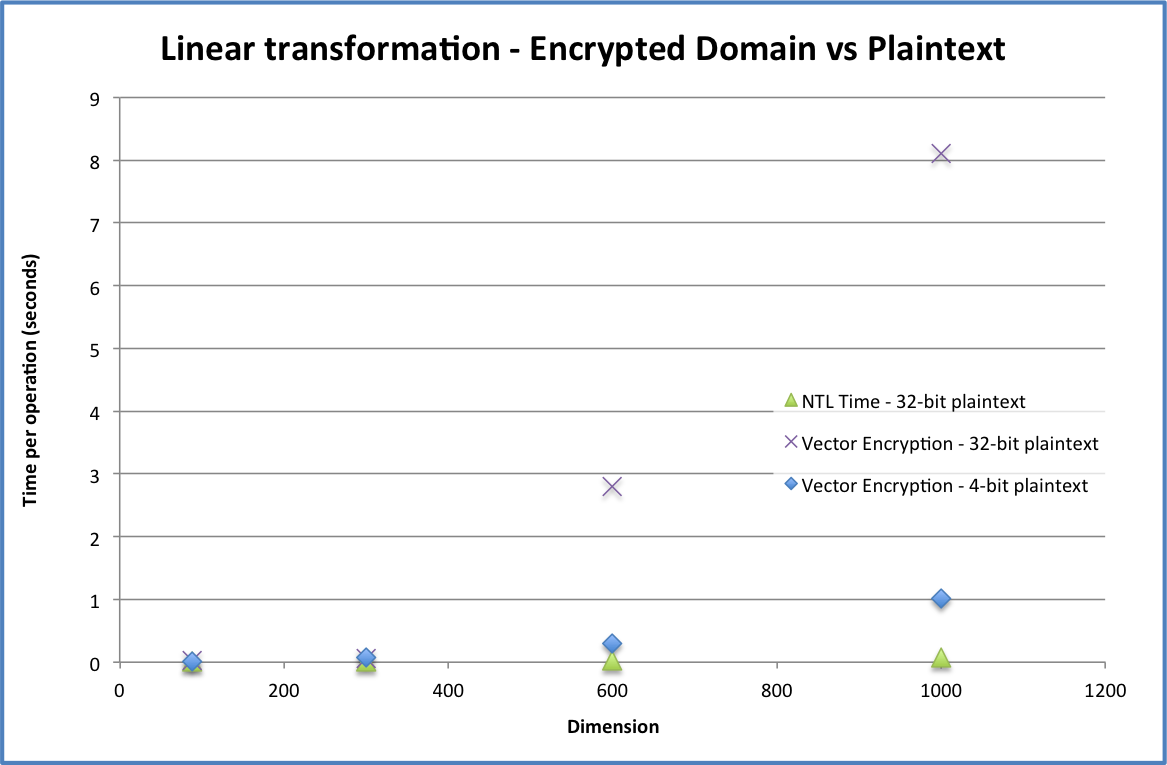 Linear transformation - Encrypted Domain vs Plaintext
9
8
7
6
5
4
3
2
1
0
Time per operation (seconds)
NTL Time - 32-bit plaintext
Vector Encryption - 32-bit plaintext
Vector Encryption - 4-bit plaintext
0
200
400
600
800
1000
1200
Dimension